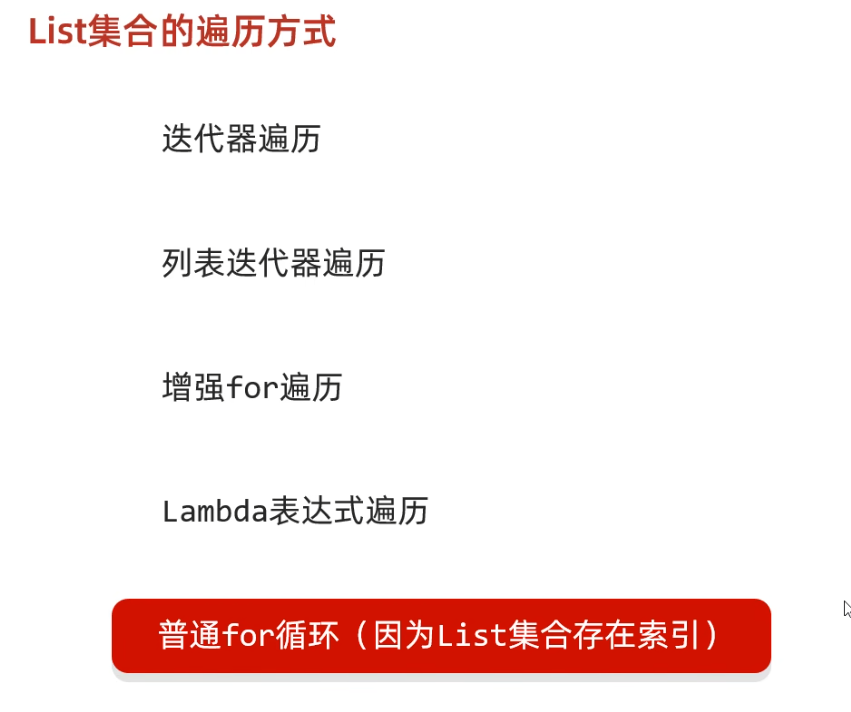 List集合的遍历方式
迭代器遍历
列表迭代器遍历
增强for遍历
Lambda表达式遍历
普通for循环（因为List集合存在索引）